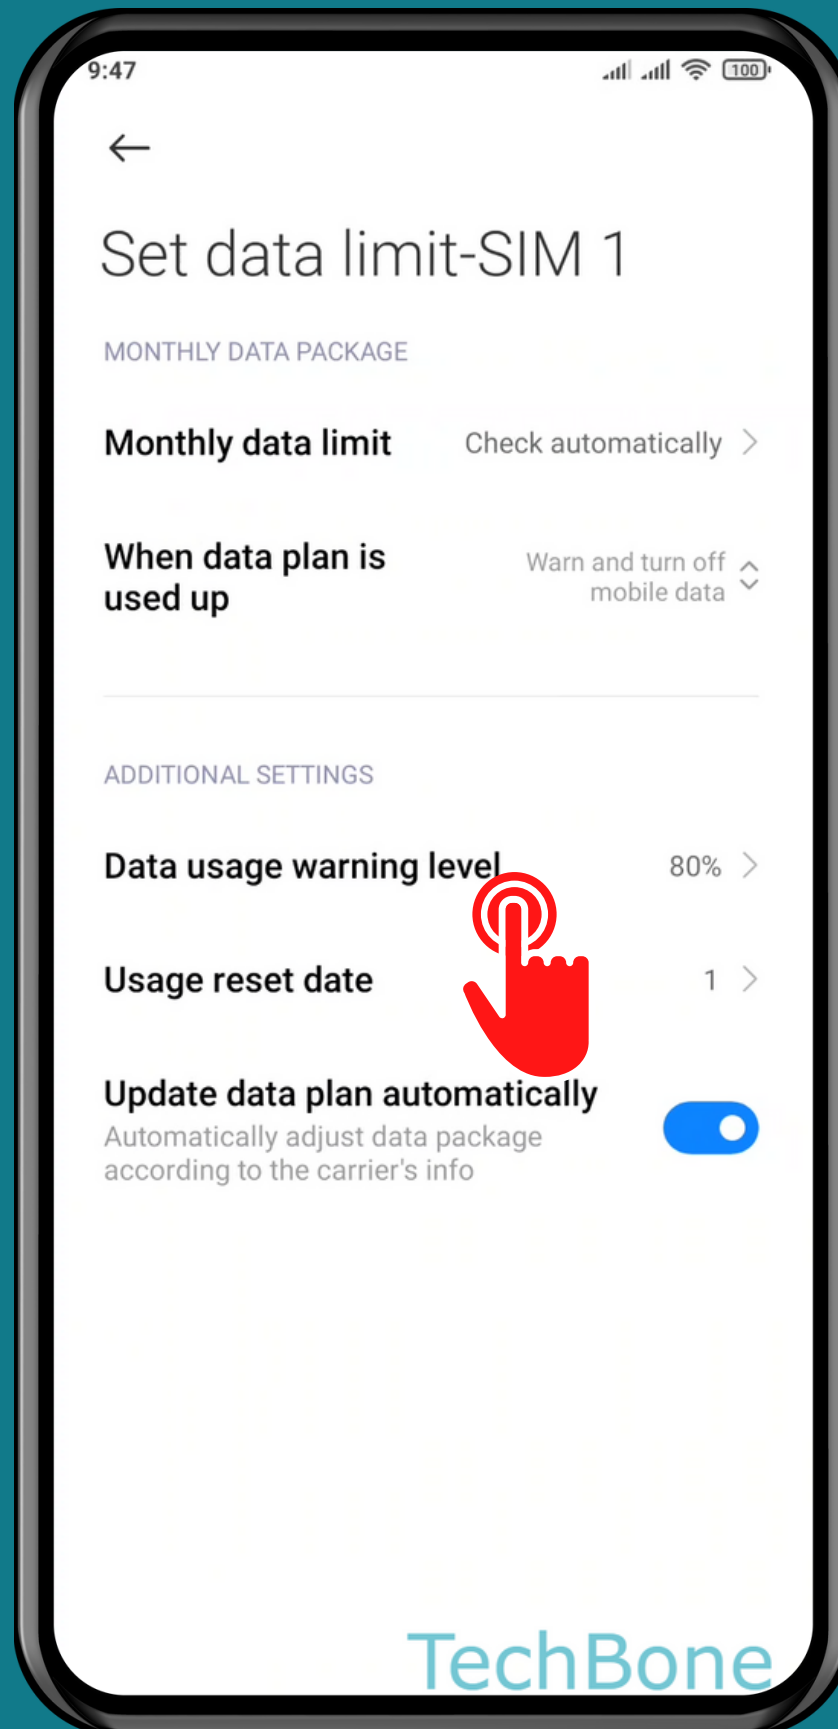 9:47
100
Set data limit-SIM 1
MONTHLY DATA PACKAGE
Monthly data limit Check automatically
When data plan is used up Warn and turn off mobile data
ADDITIONAL SETTINGS
Data usage warning level 80%
Usage reset date 1
Update data plan automatically
Automatically adjust data package
according to the carrier's info
TechBone